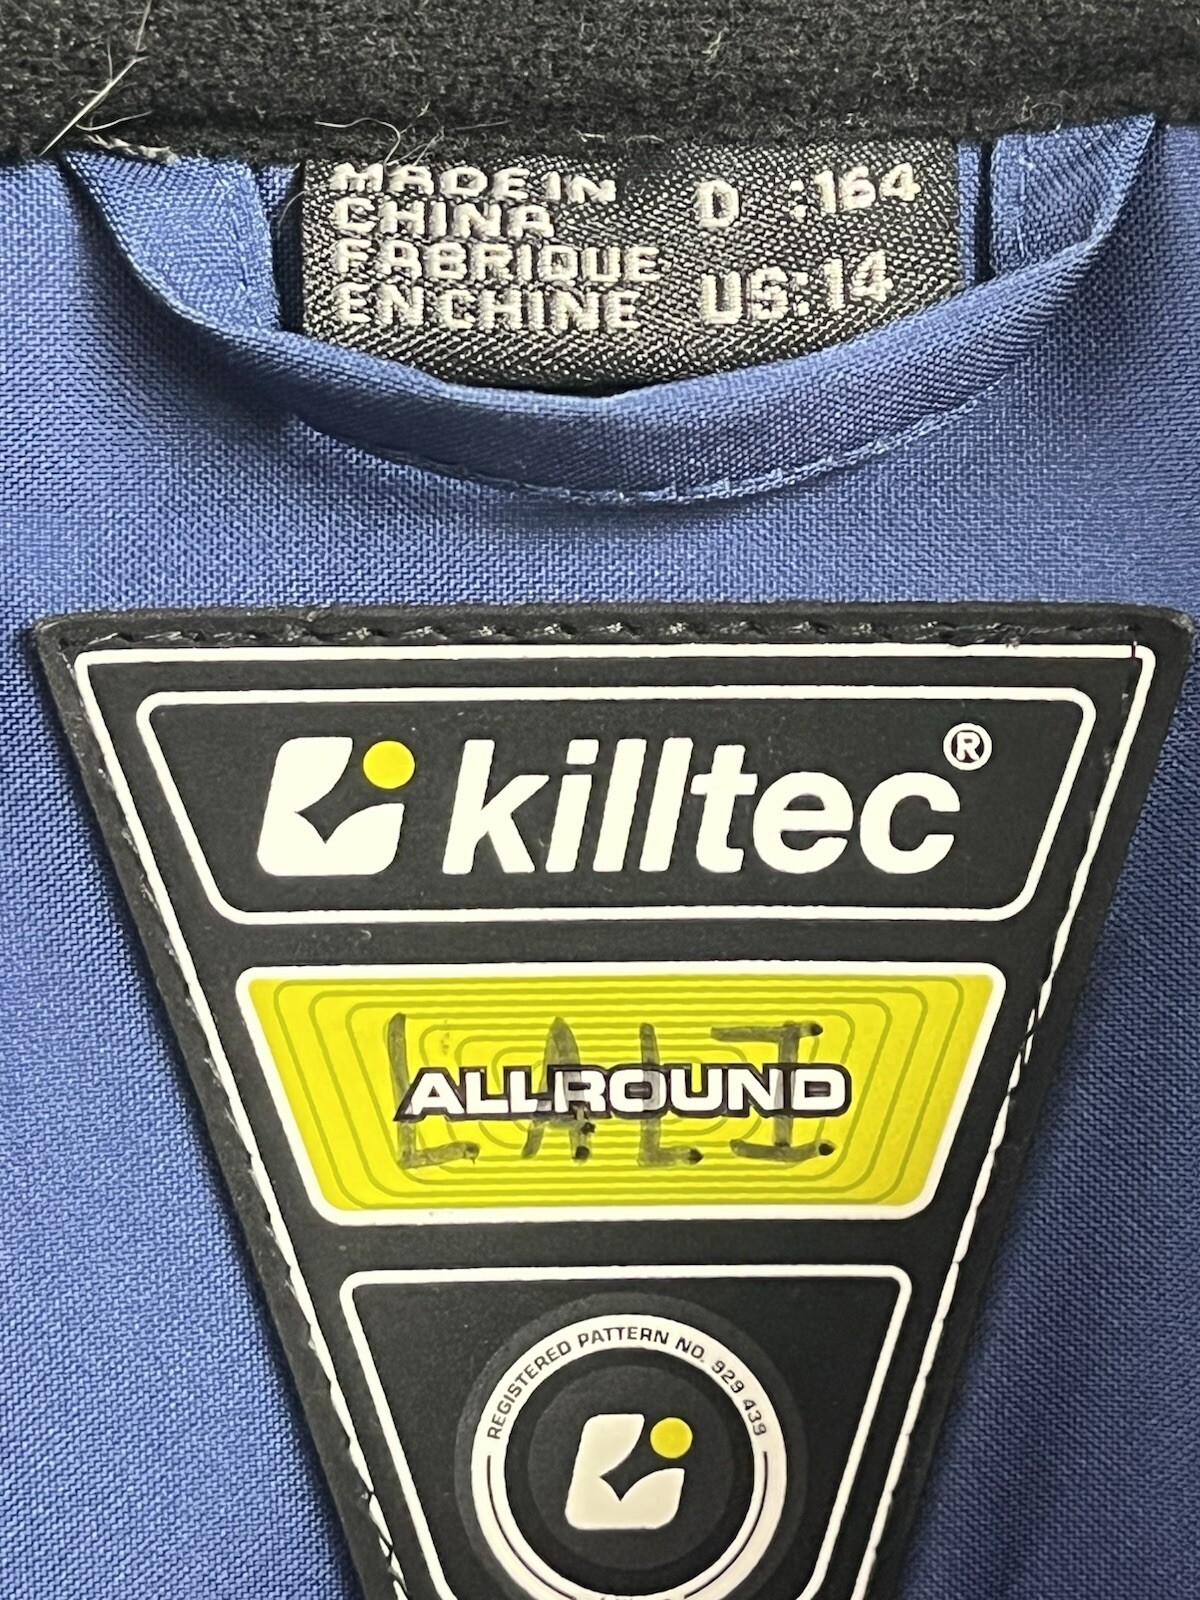 MADE IN
CHINA
FABRIQUE
EN CHINE
D :164
US:14
killtec®
ALLROUND
LALI
REGISTERED PATTERN NO. 929 439